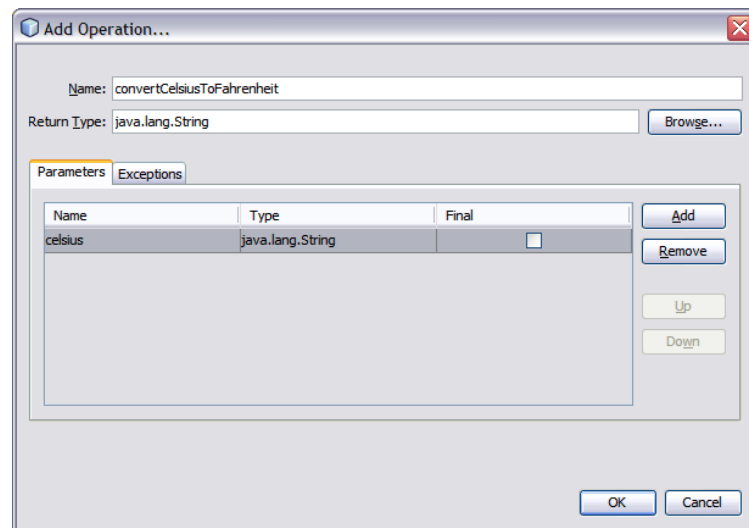 Add Operation...
Name: convertCelsiusToFahrenheit
Return Type: java.lang.String Browse...
Parameters Exceptions
Name Type Final Add
celsius java.lang.String
Remove
Up
Down
OK Cancel